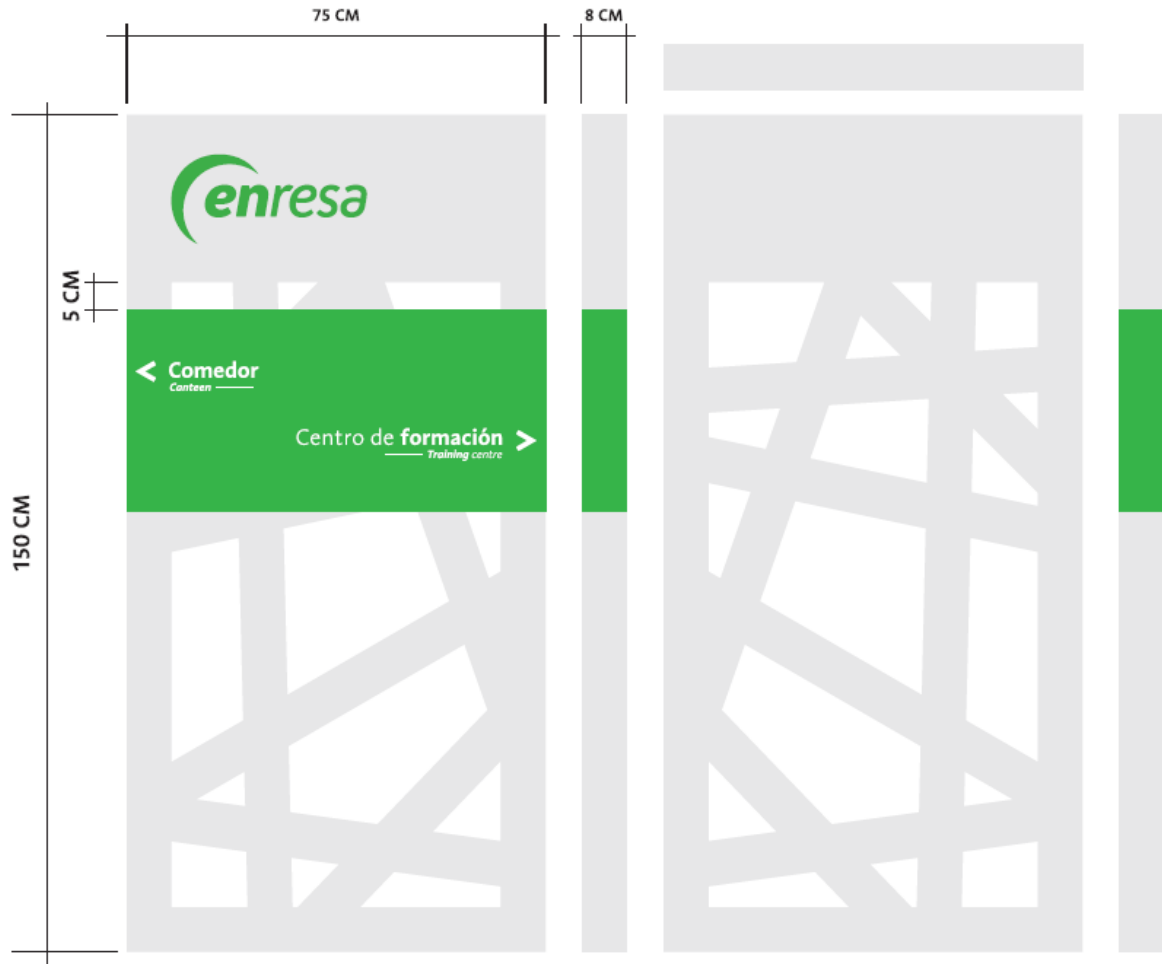 75 CM
8 CM
enresa
5 CM
Comedor
Canteen
Centro de formación
Training centre
150 CM